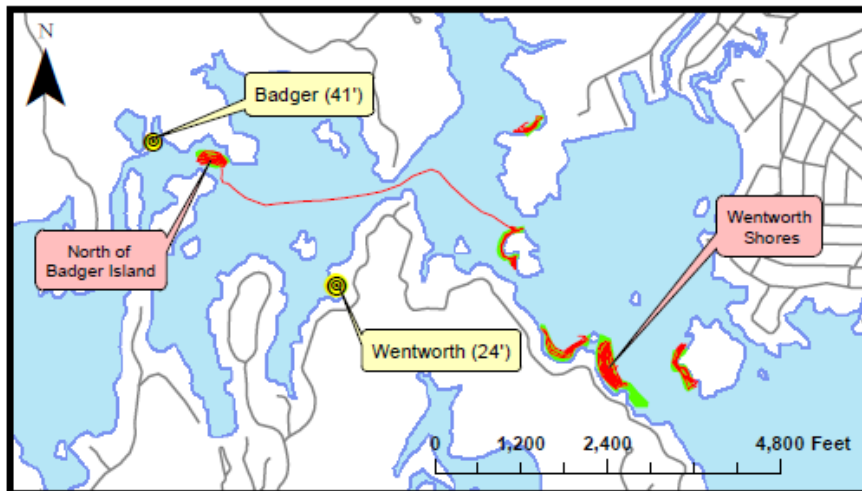 N
Badger (41')
North of
Badger Island
Wentworth
Shores
Wentworth (24')
0 1,200 2,400 4,800 Feet